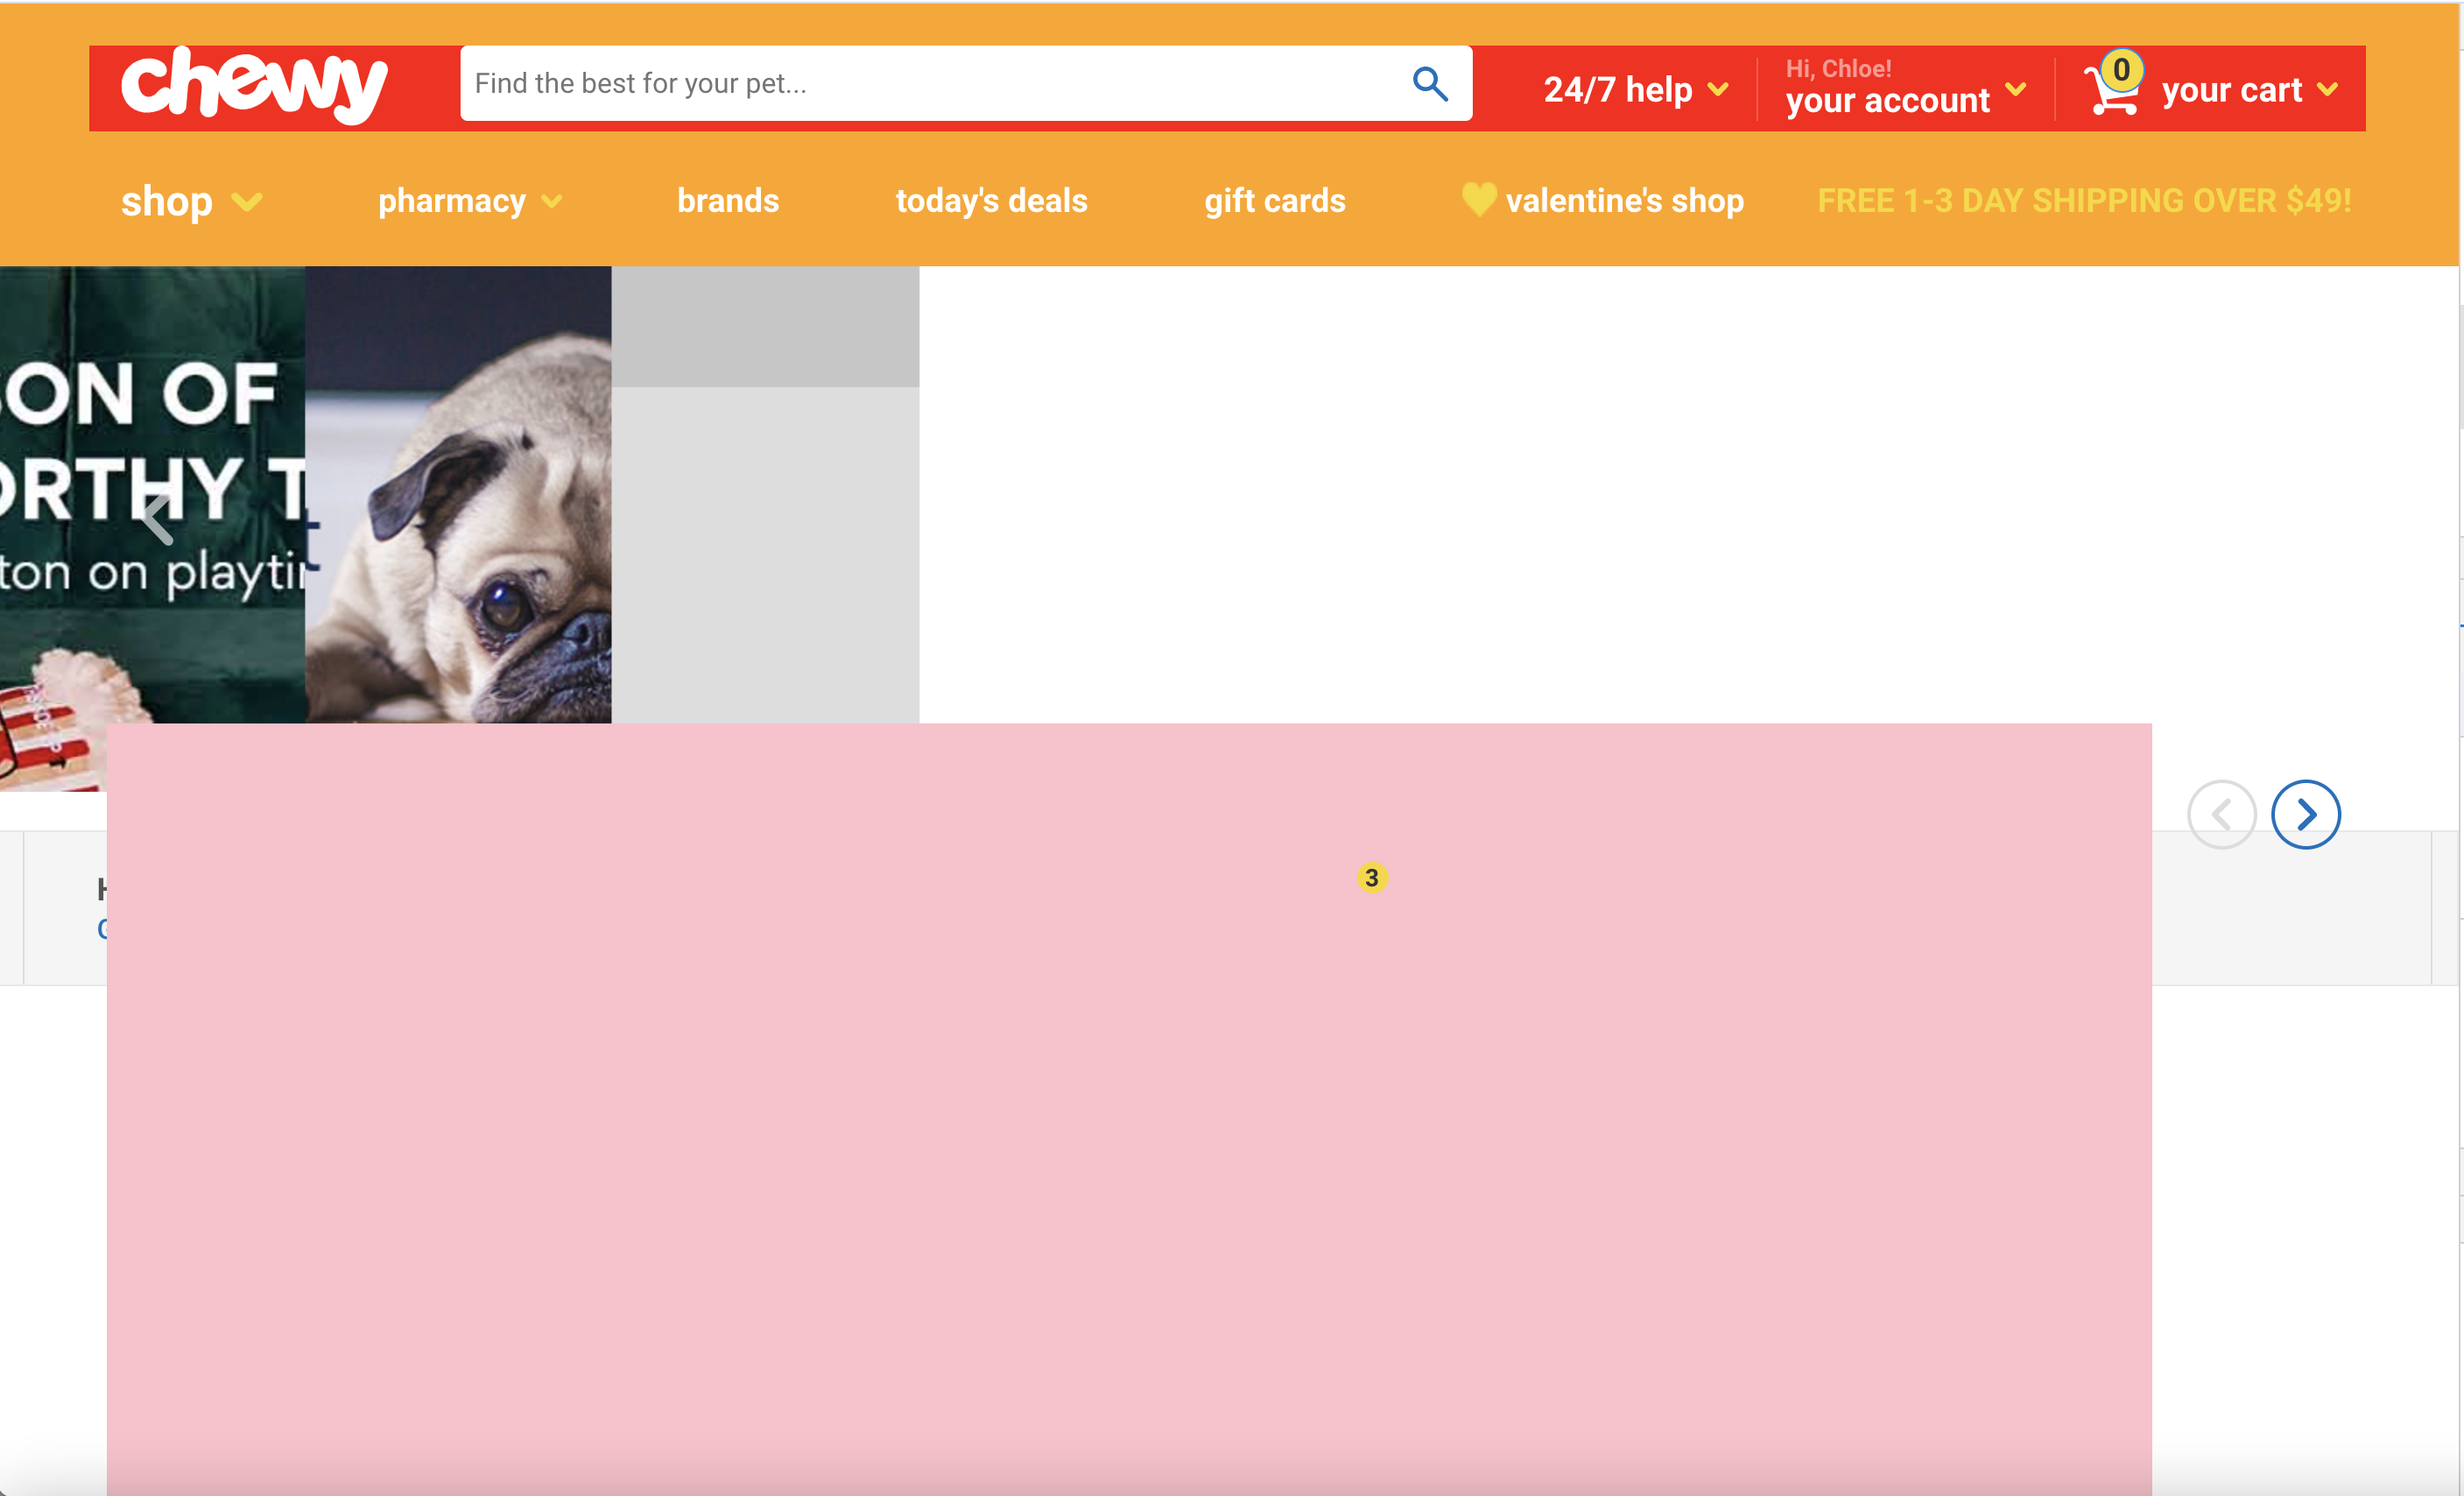 chewy
Find the best for your pet...
24/7 help
Hi, Chloe!
your account
0
your cart
shop
pharmacy
brands
today's deals
gift cards
valentine's shop
FREE 1-3 DAY SHIPPING OVER $49!
ON OF
ORTHY T
t
ton on playti
3
H